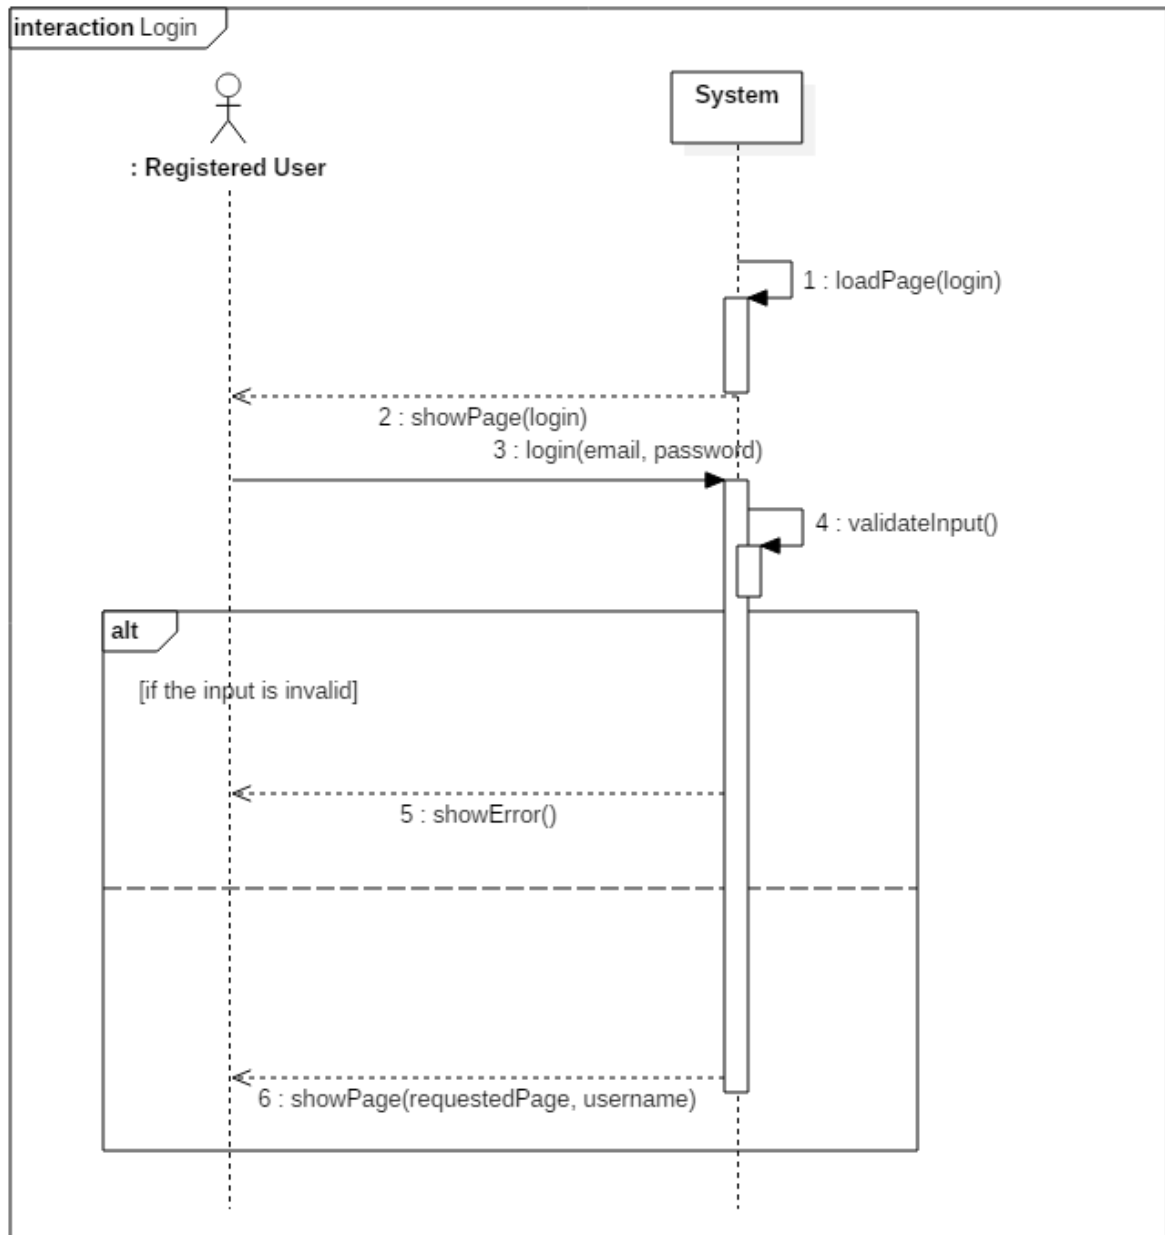 interaction Login
System
: Registered User
1 : loadPage(login)
2 : showPage(login)
3 : login(email, password)
4 : validateInput()
alt
[if the input is invalid]
5 : showError()
6 : showPage(requestedPage, username)